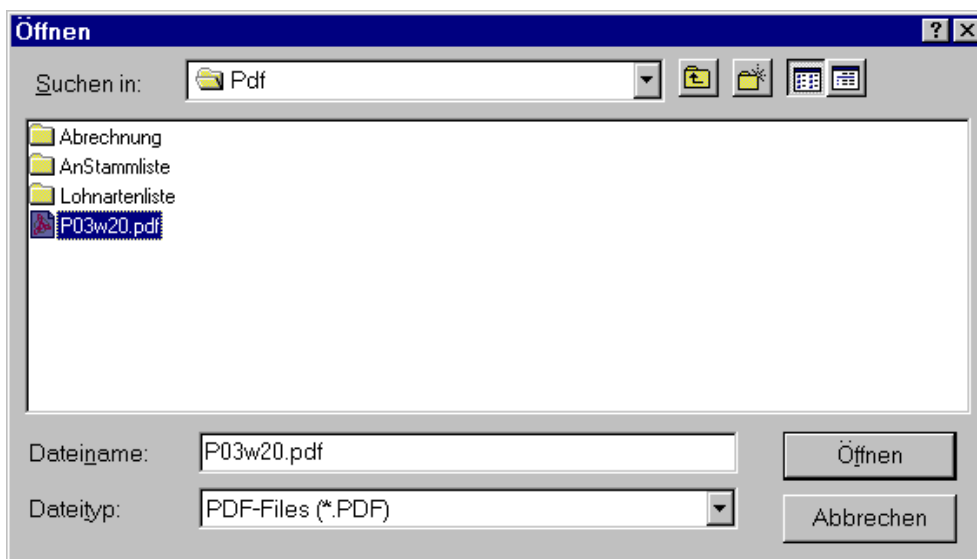 Öffnen
Suchen in: Pdf
Abrechnung
AnStammliste
Lohnartenliste
P03w20.pdf
Dateiname: P03w20.pdf Öffnen
Dateityp: PDF-Files (*.PDF) Abbrechen